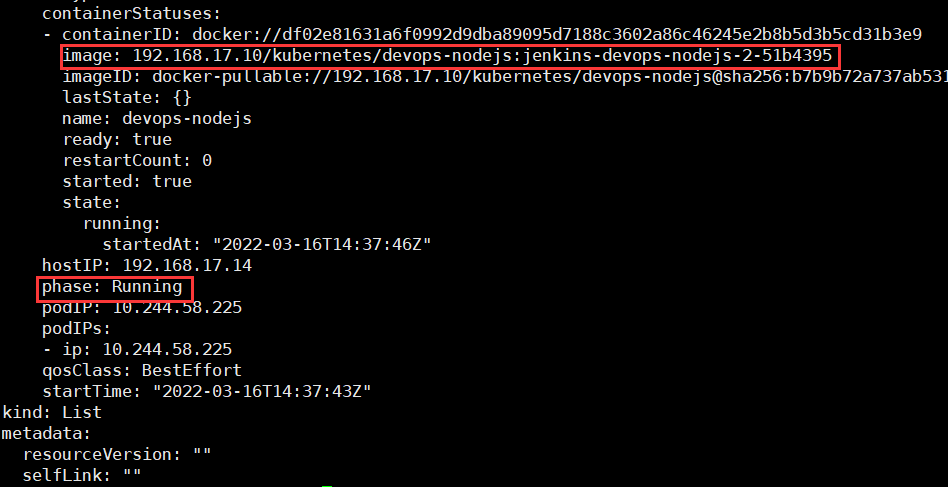 containerStatuses:
- containerID: docker://df02e81631a6f0992d9dba89095d7188c3602a86c46245e2b8b5d3b5cd31b3e9
image: 192.168.17.10/kubernetes/devops-nodejs:jenkins-devops-nodejs-2-51b4395
imageID: docker-pullable://192.168.17.10/kubernetes/devops-nodejs@sha256:b7b9b72a737ab531
lastState: {}
name: devops-nodejs
ready: true
restartCount: 0
started: true
state:
running:
startedAt: "2022-03-16T14:37:46Z"
hostIP: 192.168.17.14
phase: Running
podIP: 10.244.58.225
podIPs:
- ip: 10.244.58.225
qosClass: BestEffort
startTime: "2022-03-16T14:37:43Z"
kind: List
metadata:
resourceVersion: ""
selfLink: ""